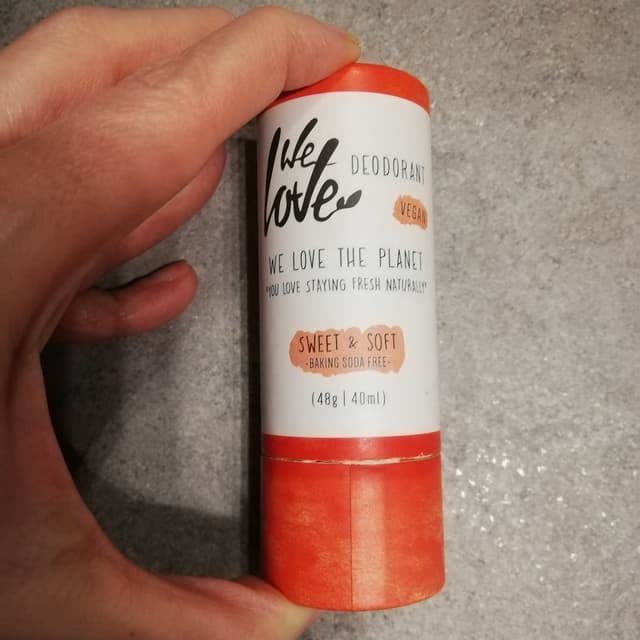 We
love
DEODORANT
VEGAN
WE LOVE THE PLANET
"YOU LOVE STAYING FRESH NATURALLY"
SWEET & SOFT
-BAKING SODA FREE-
(48g | 40ml)